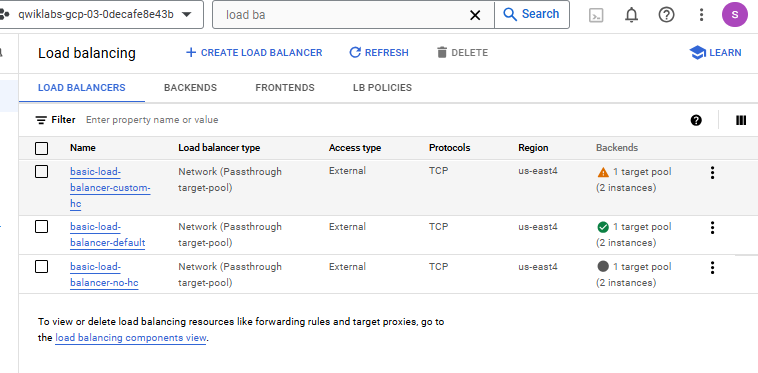 qwiklabs-gcp-03-0decafe8e43b
load ba
Search
S
Load balancing
CREATE LOAD BALANCER
REFRESH
DELETE
LEARN
LOAD BALANCERS
BACKENDS
FRONTENDS
LB POLICIES
Filter Enter property name or value
Name Load balancer type Access type Protocols Region Backends
basic-load- Network (Passthrough External TCP us-east4 1 target pool
balancer-custom- target-pool) (2 instances)
hc
basic-load- Network (Passthrough External TCP us-east4 1 target pool
balancer-default target-pool) (2 instances)
basic-load- Network (Passthrough External TCP us-east4 1 target pool
balancer-no-hc target-pool) (2 instances)
To view or delete load balancing resources like forwarding rules and target proxies, go to
the load balancing components view.